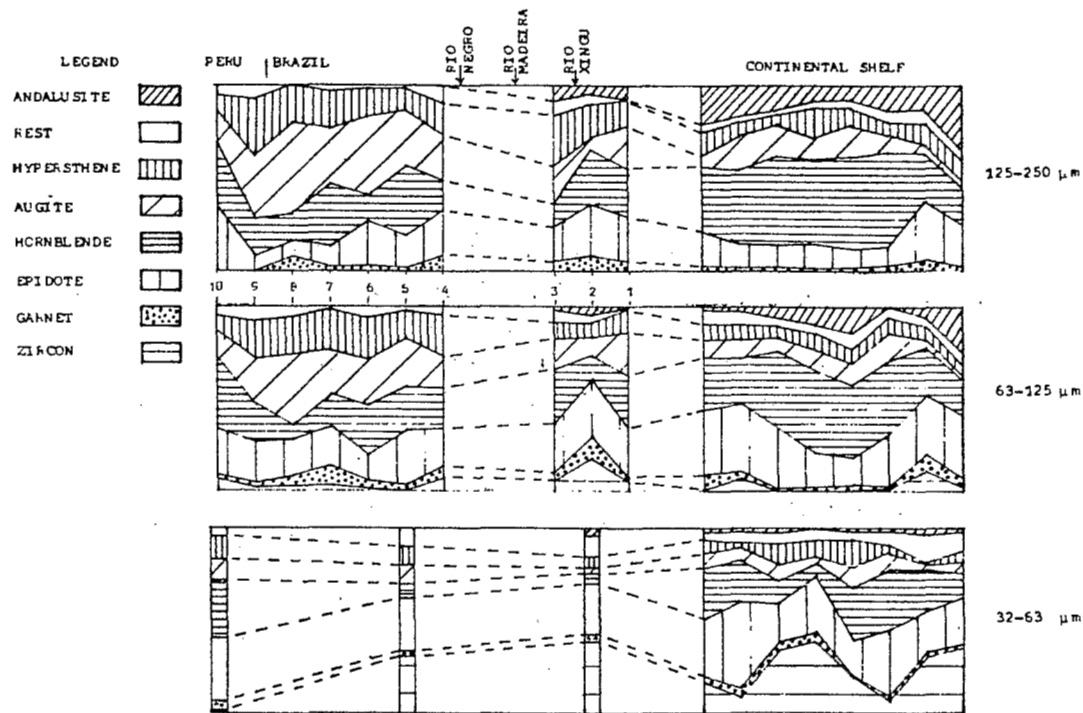 LEGEND
ANDALUSITE
REST
HYPERSTHENE
AUGITE
HORNBLENDE
EPIDOTE
GARNET
ZIRCON
PERU | BRAZIL
RIO NEGRO
RIO MADEIRA
RIO XINGU
CONTINENTAL SHELF
125-250 µm
10 9 8 7 6 5 4 3 2 1
63-125 µm
32-63 µm